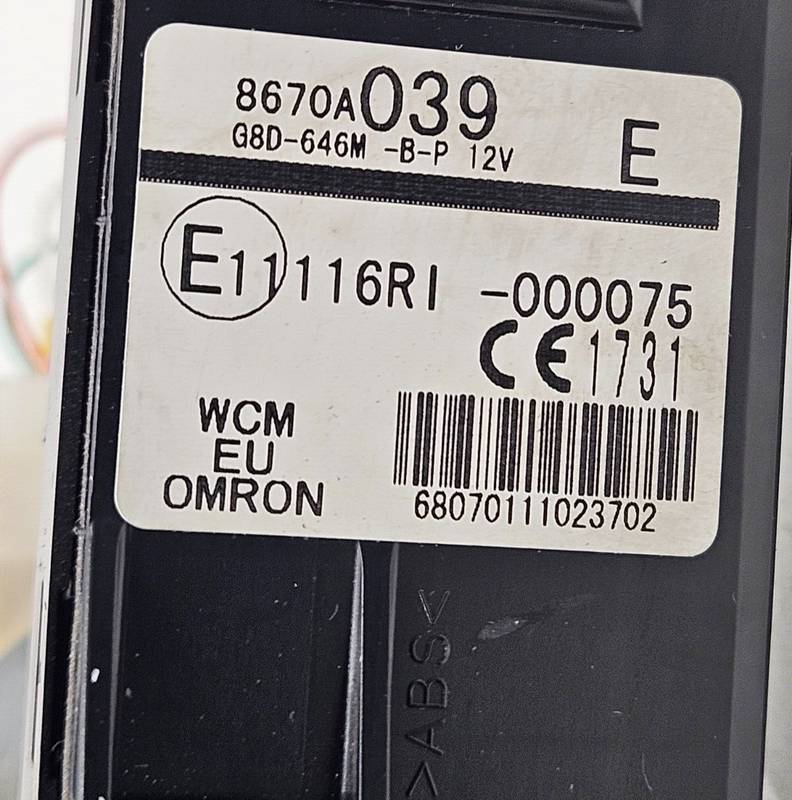 8670A039
G8D-646M -B-P 12V
E
E11 116RI -000075
CE1731
WCM
EU
OMRON
68070111023702
>ABS<